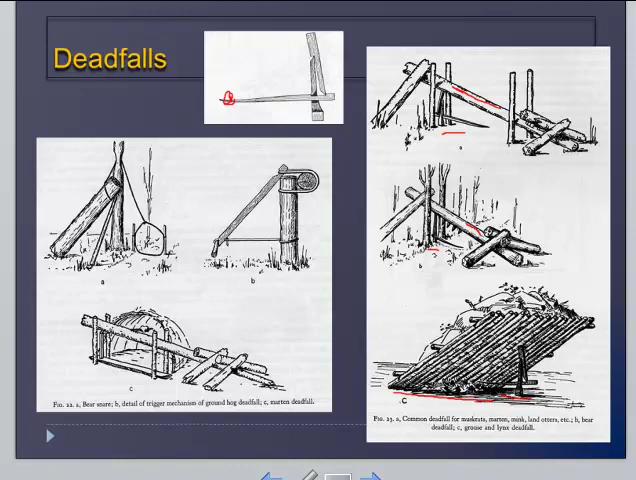 Deadfalls
a
b
c
FIG. 22. a, Bear snare; b, detail of trigger mechanism of ground hog deadfall; c, marten deadfall.
a
b
C
FIG. 23. a, Common deadfall for muskrats, marten, mink, land otters, etc.; b, bear
deadfall; c, grouse and lynx deadfall.